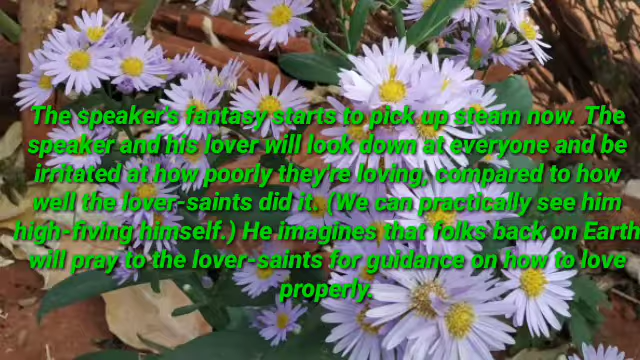 The speaker's fantasy starts to pick up steam now. The
speaker and his lover will look down at everyone and be
irritated at how poorly they're loving, compared to how
well the lover-saints did it. (We can practically see him
high-fiving himself.) He imagines that folks back on Earth
will pray to the lover-saints for guidance on how to love
properly.